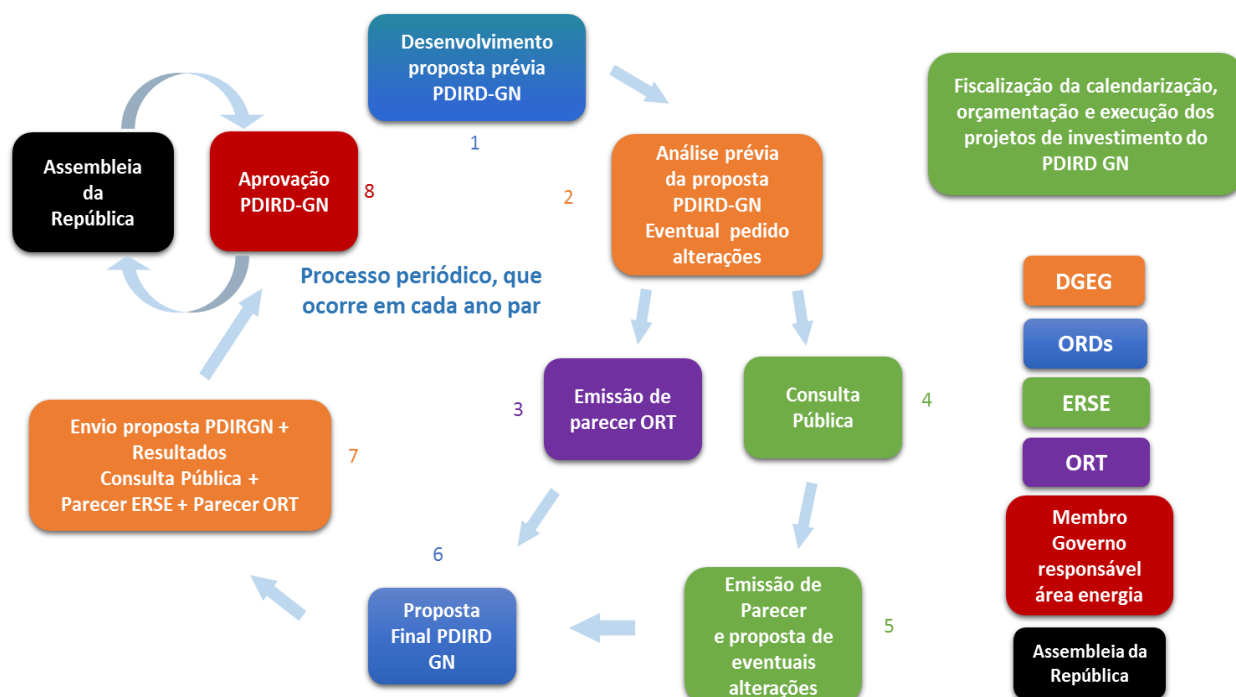 Desenvolvimento
proposta prévia
PDIRD-GN
1
Análise prévia
da proposta
PDIRD-GN
Eventual pedido
alterações
2
Emissão de
parecer ORT
3
Consulta
Pública
4
Emissão de
Parecer
e proposta de
eventuais
alterações
5
6
Proposta
Final PDIRD
GN
Envio proposta PDIRGN +
Resultados
Consulta Pública +
Parecer ERSE + Parecer ORT
7
Aprovação
PDIRD-GN
8
Assembleia
da
República
Processo periódico, que
ocorre em cada ano par
Fiscalização da calendarização,
orçamentação e execução dos
projetos de investimento do
PDIRD GN
DGEG
ORDs
ERSE
ORT
Membro
Governo
responsável
área energia
Assembleia da
República